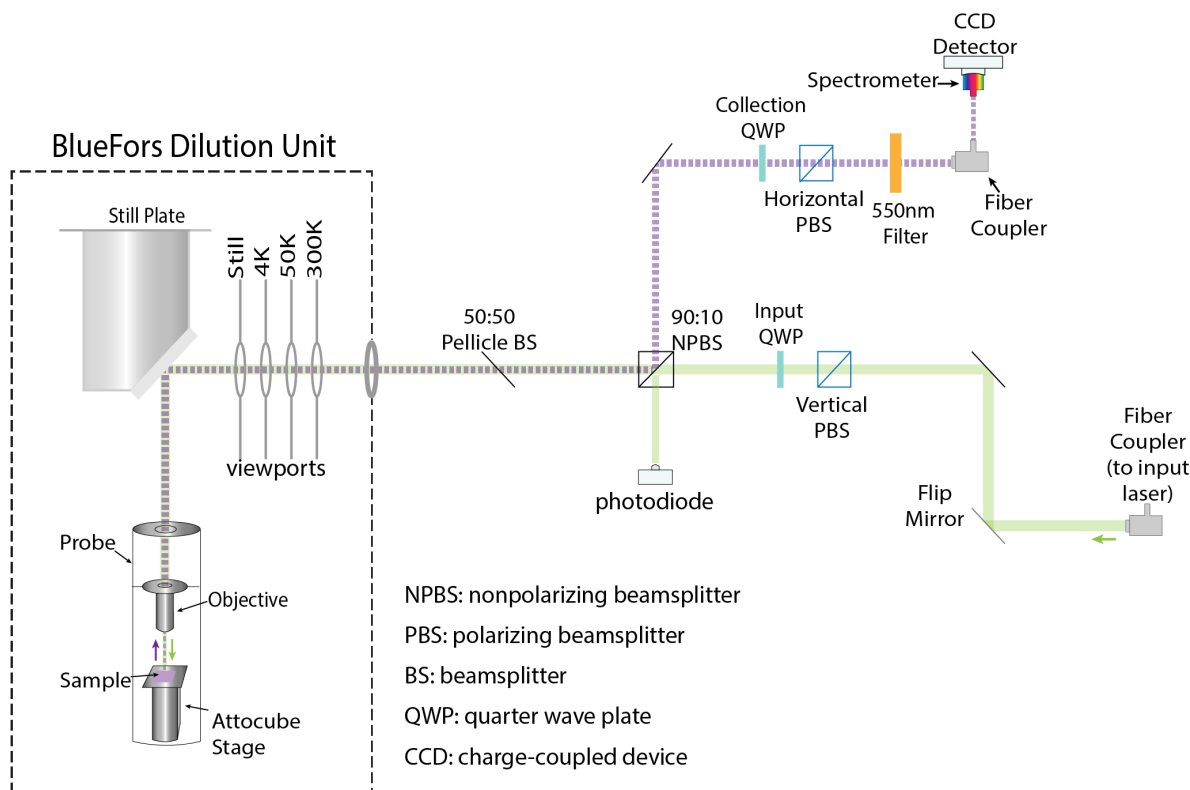 CCD
Detector
Spectrometer
Collection
QWP
BlueFors Dilution Unit
Horizontal
PBS
550nm
Filter
Fiber
Coupler
Still Plate
Still
4K
50K
300K
50:50
Pellicle BS
90:10
NPBS
Input
QWP
Vertical
PBS
Fiber
Coupler
(to input
laser)
viewports
photodiode
Flip
Mirror
Probe
Objective
Sample
Attocube
Stage
NPBS: nonpolarizing beamsplitter
PBS: polarizing beamsplitter
BS: beamsplitter
QWP: quarter wave plate
CCD: charge-coupled device